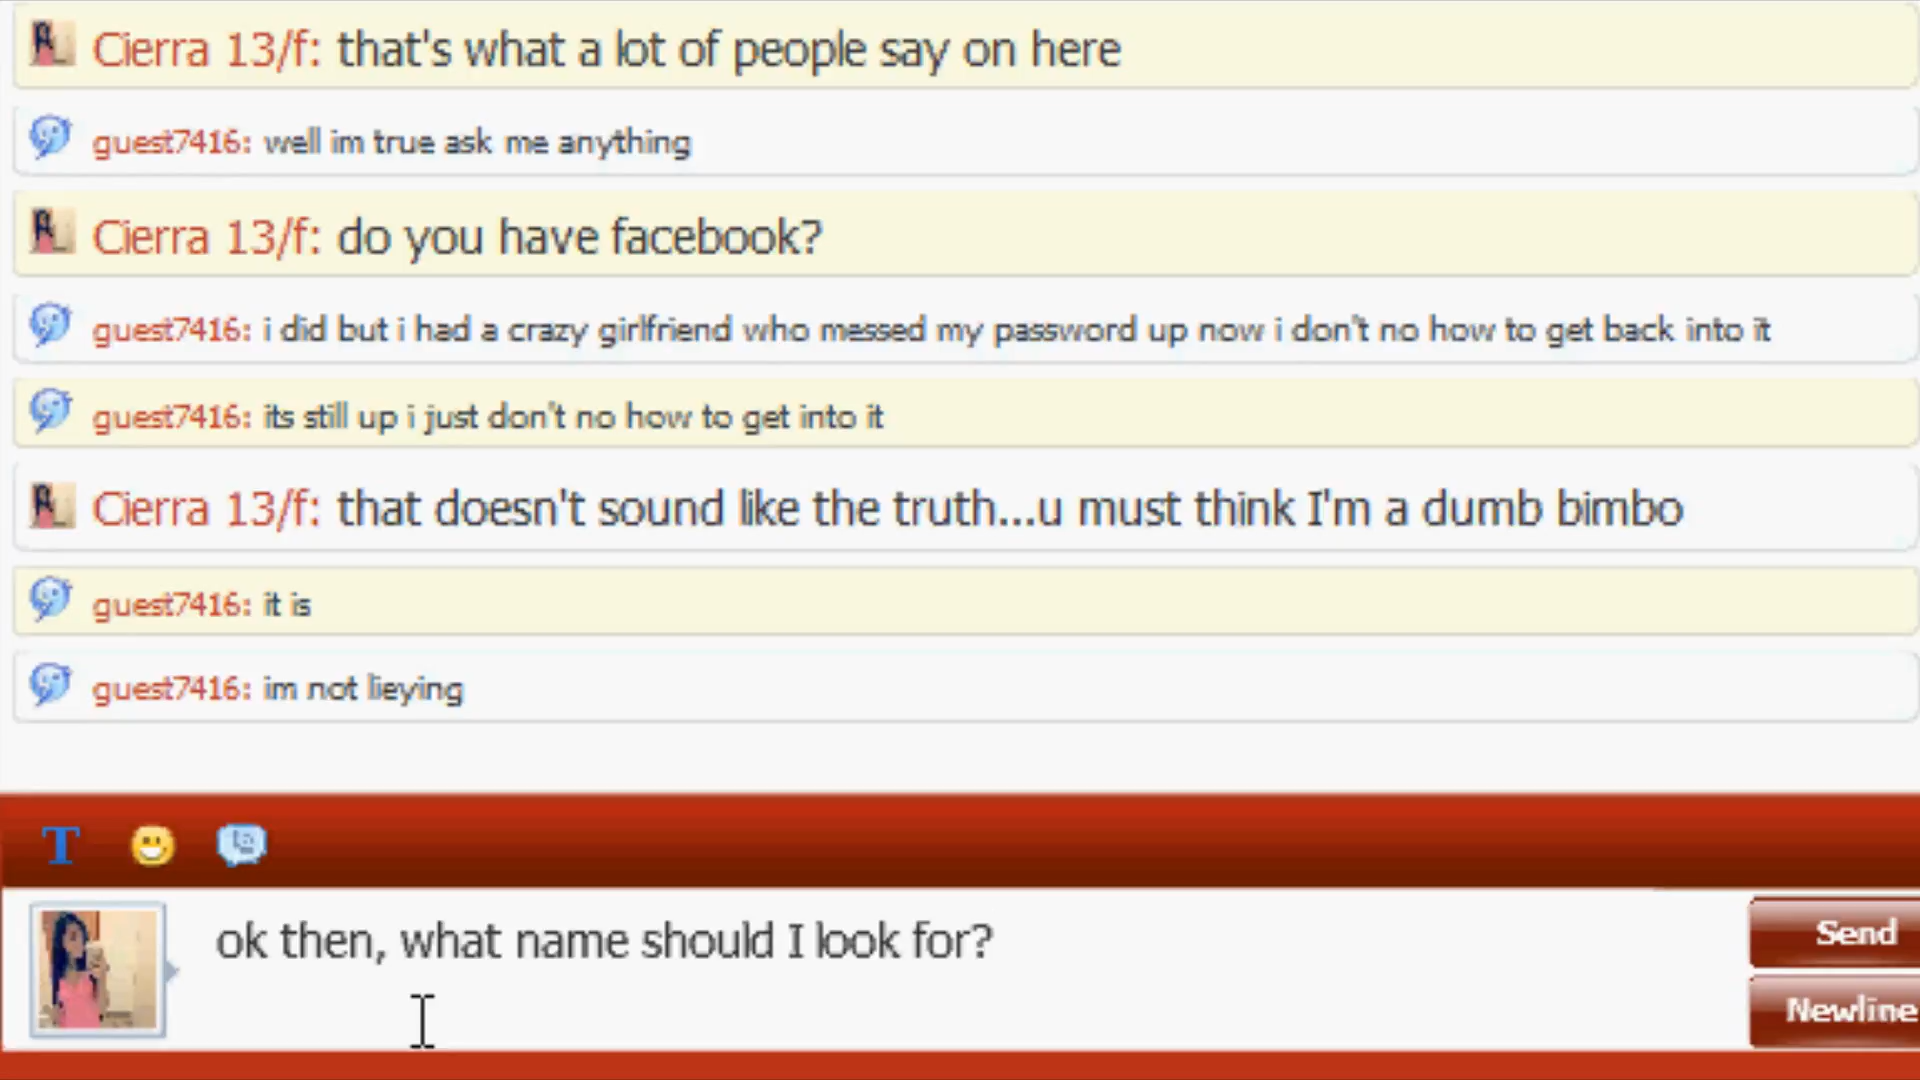 Cierra 13/f: that's what a lot of people say on here
guest7416: well im true ask me anything
Cierra 13/f: do you have facebook?
guest7416: i did but i had a crazy girlfriend who messed my password up now i don't no how to get back into it
guest7416: its still up i just don't no how to get into it
Cierra 13/f: that doesn't sound like the truth...u must think I'm a dumb bimbo
guest7416: it is
guest7416: im not lieying
T
ok then, what name should I look for?
Send
Newline